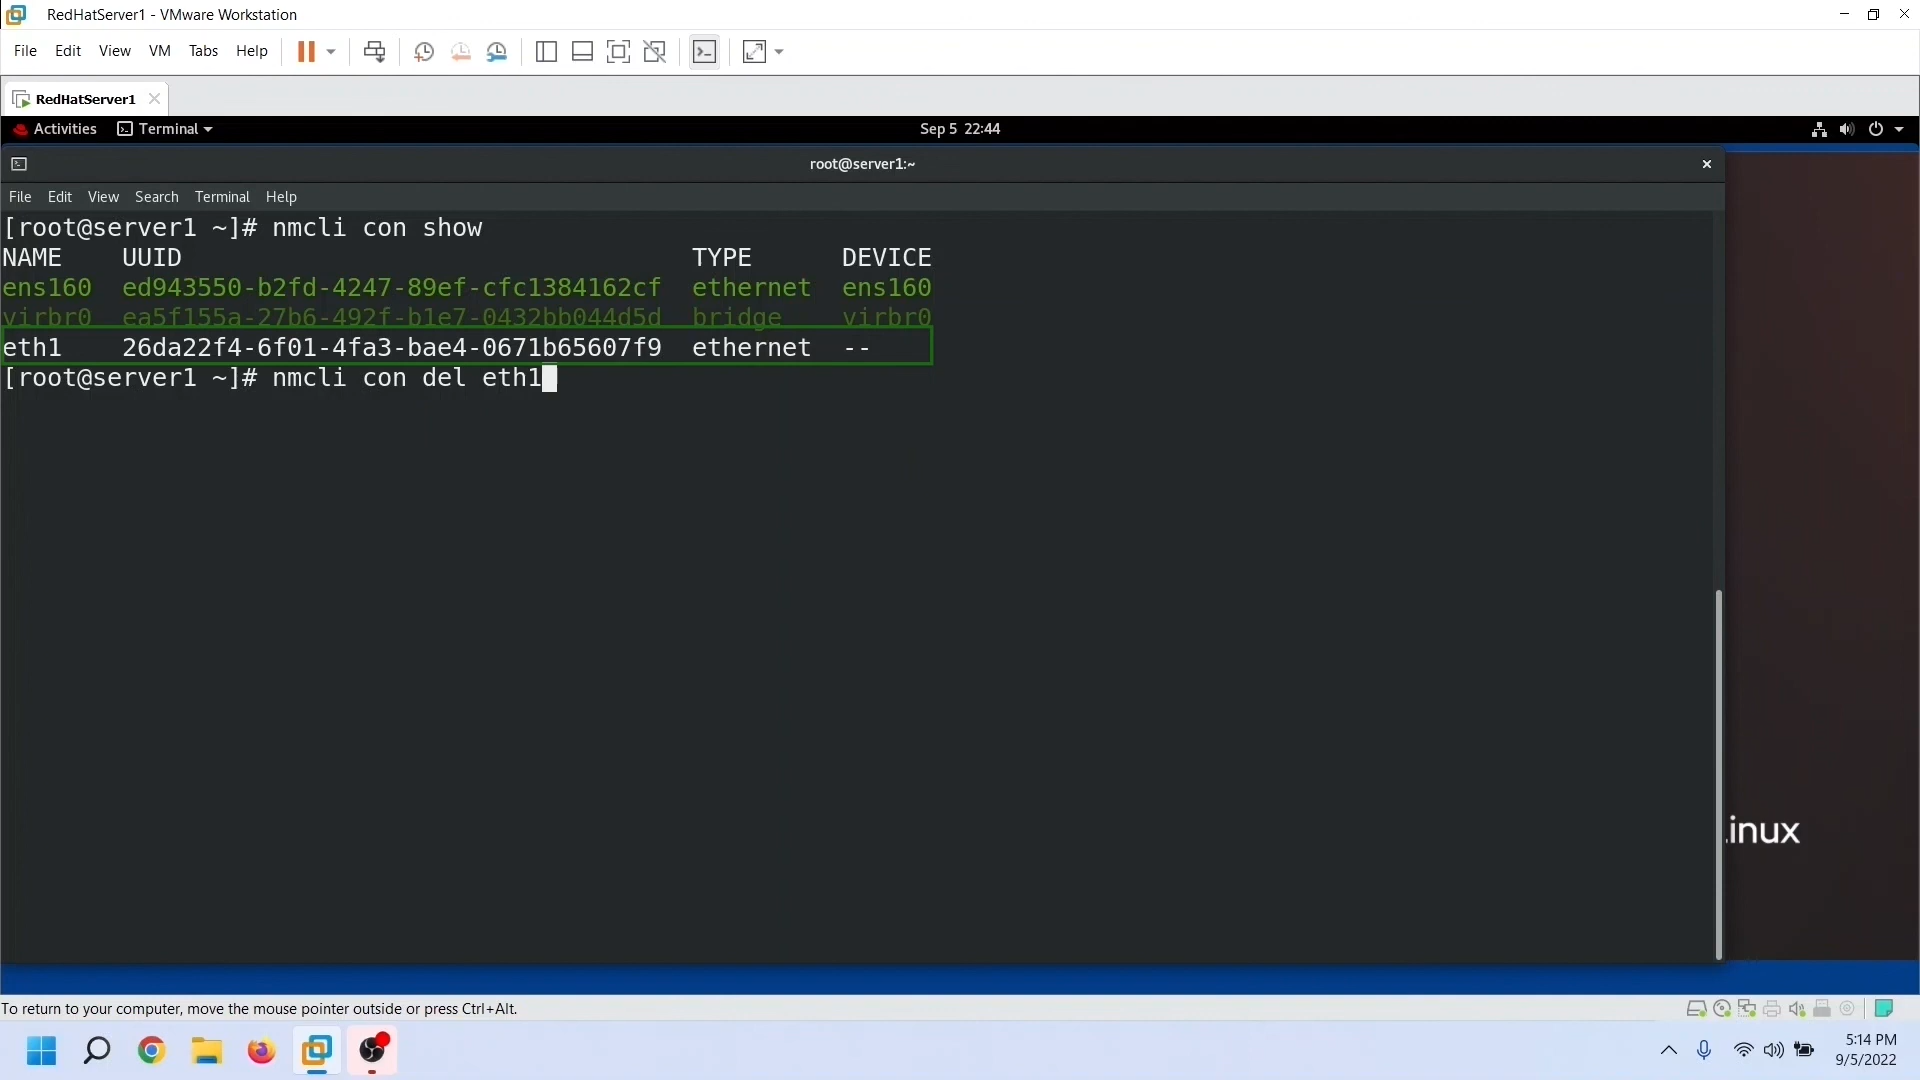 RedHatServer1 - VMware Workstation
File Edit View VM Tabs Help
RedHatServer1
Activities Terminal Sep 5 22:44
root@server1:~
File Edit View Search Terminal Help
[root@server1 ~]# nmcli con show
NAME UUID TYPE DEVICE
ens160 ed943550-b2fd-4247-89ef-cfc1384162cf ethernet ens160
virbr0 ea5f155a-27b6-492f-b1e7-0432bb044d5d bridge virbr0
eth1 26da22f4-6f01-4fa3-bae4-0671b65607f9 ethernet --
[root@server1 ~]# nmcli con del eth1
inux
To return to your computer, move the mouse pointer outside or press Ctrl+Alt.
5:14 PM
9/5/2022